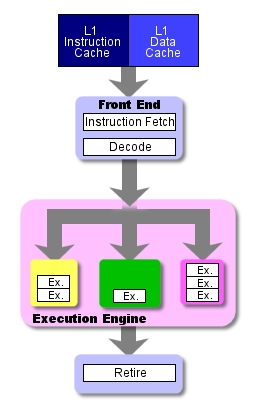 L1 Instruction Cache
L1 Data Cache
Front End
Instruction Fetch
Decode
Ex.
Ex.
Ex.
Ex.
Ex.
Ex.
Execution Engine
Retire